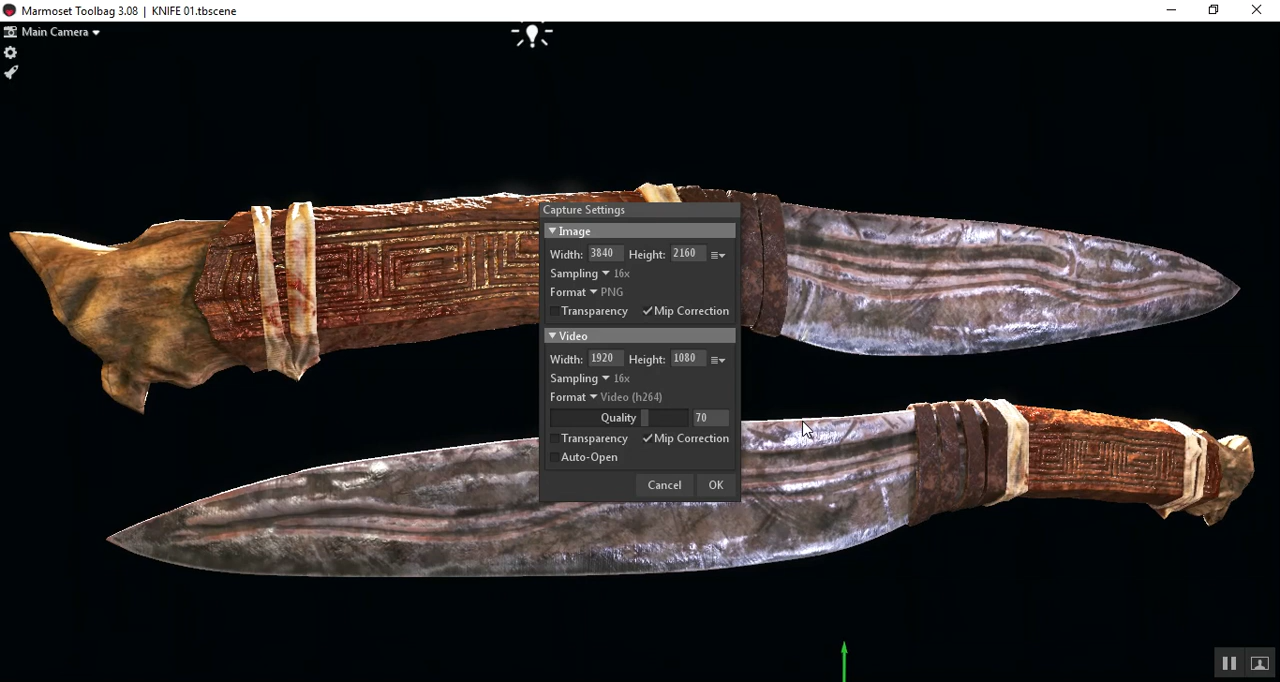 Marmoset Toolbag 3.08 | KNIFE 01.tbscene
Main Camera
Capture Settings
Image
Width: 3840 Height: 2160
Sampling 16x
Format PNG
Transparency Mip Correction
Video
Width: 1920 Height: 1080
Sampling 16x
Format Video (h264)
Quality 70
Transparency Mip Correction
Auto-Open
Cancel OK